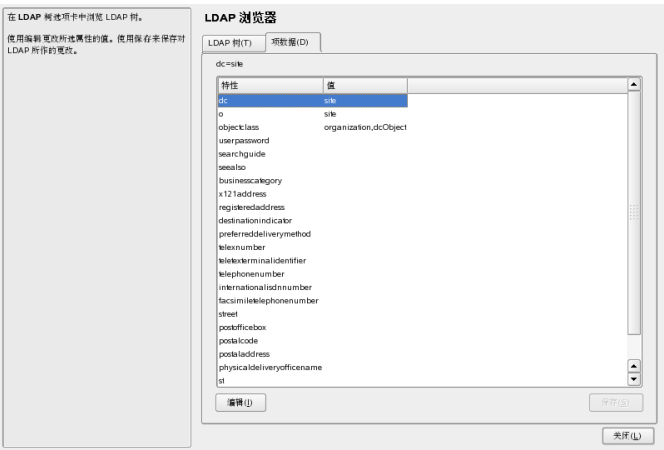 在 LDAP 树选项卡中浏览 LDAP 树。
使用编辑更改所选属性的值。使用保存来保存对
LDAP 所作的更改。
LDAP 浏览器
LDAP 树(T)
项数据(D)
dc=site
特性 值
dc site
o site
objectclass organization,dcObject
userpassword
searchguide
seealso
businesscategory
x121address
registeredaddress
destinationindicator
preferreddeliverymethod
telexnumber
teletexterminalidentifier
telephonenumber
internationalisdnnumber
facsimiletelephonenumber
street
postofficebox
postalcode
postaladdress
physicaldeliveryofficename
st
编辑(I)
保存(S)
关闭(L)